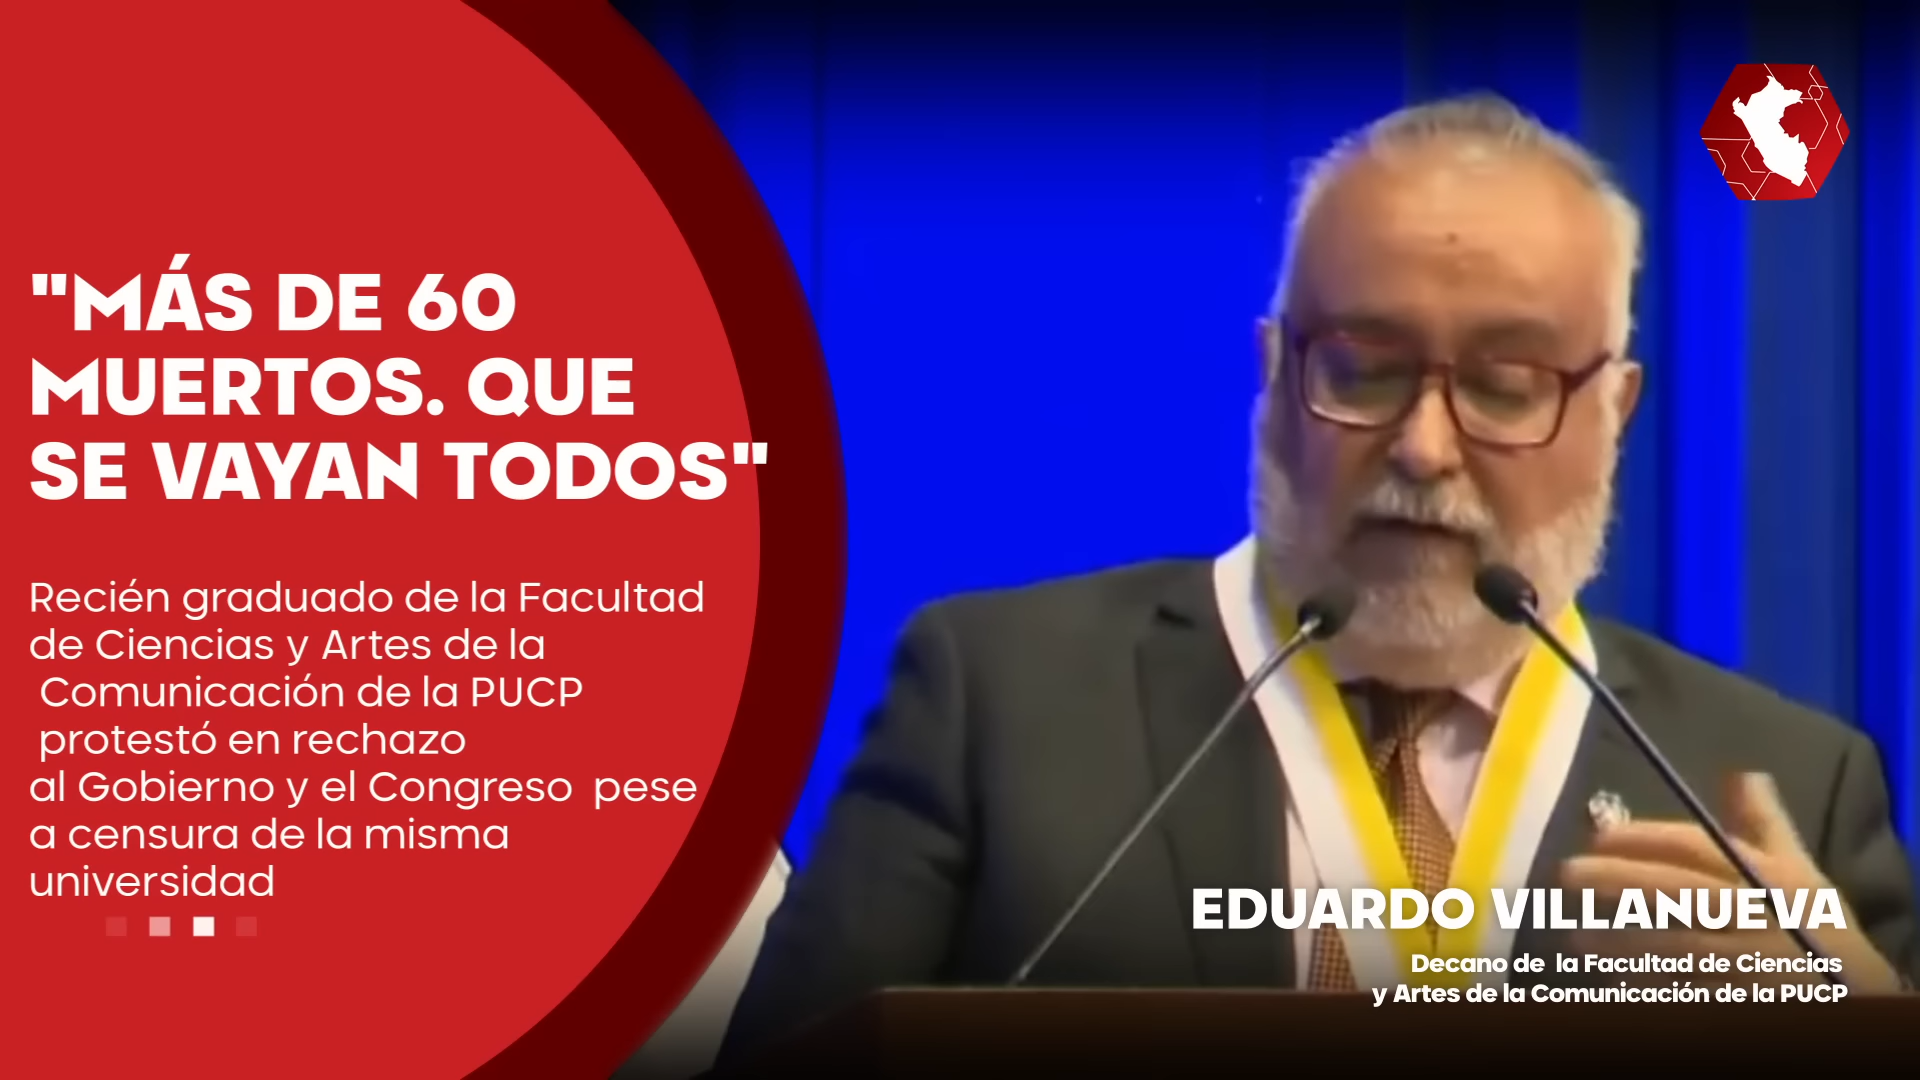 "MÁS DE 60
MUERTOS. QUE
SE VAYAN TODOS"
Recién graduado de la Facultad
de Ciencias y Artes de la
Comunicación de la PUCP
protestó en rechazo
al Gobierno y el Congreso pese
a censura de la misma
universidad
EDUARDO VILLANUEVA
Decano de la Facultad de Ciencias
y Artes de la Comunicación de la PUCP